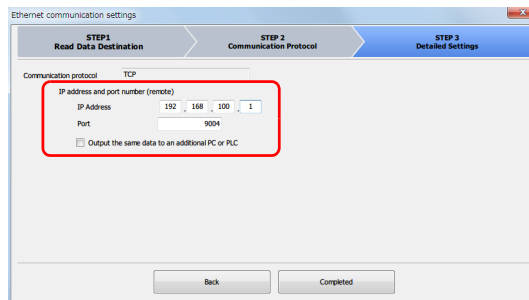 Ethernet communication settings
STEP1
Read Data Destination
STEP 2
Communication Protocol
STEP 3
Detailed Settings
Communication protocol TCP
IP address and port number (remote)
IP Address 192 . 168 . 100 . 1
Port 9004
Output the same data to an additional PC or PLC
Back Completed